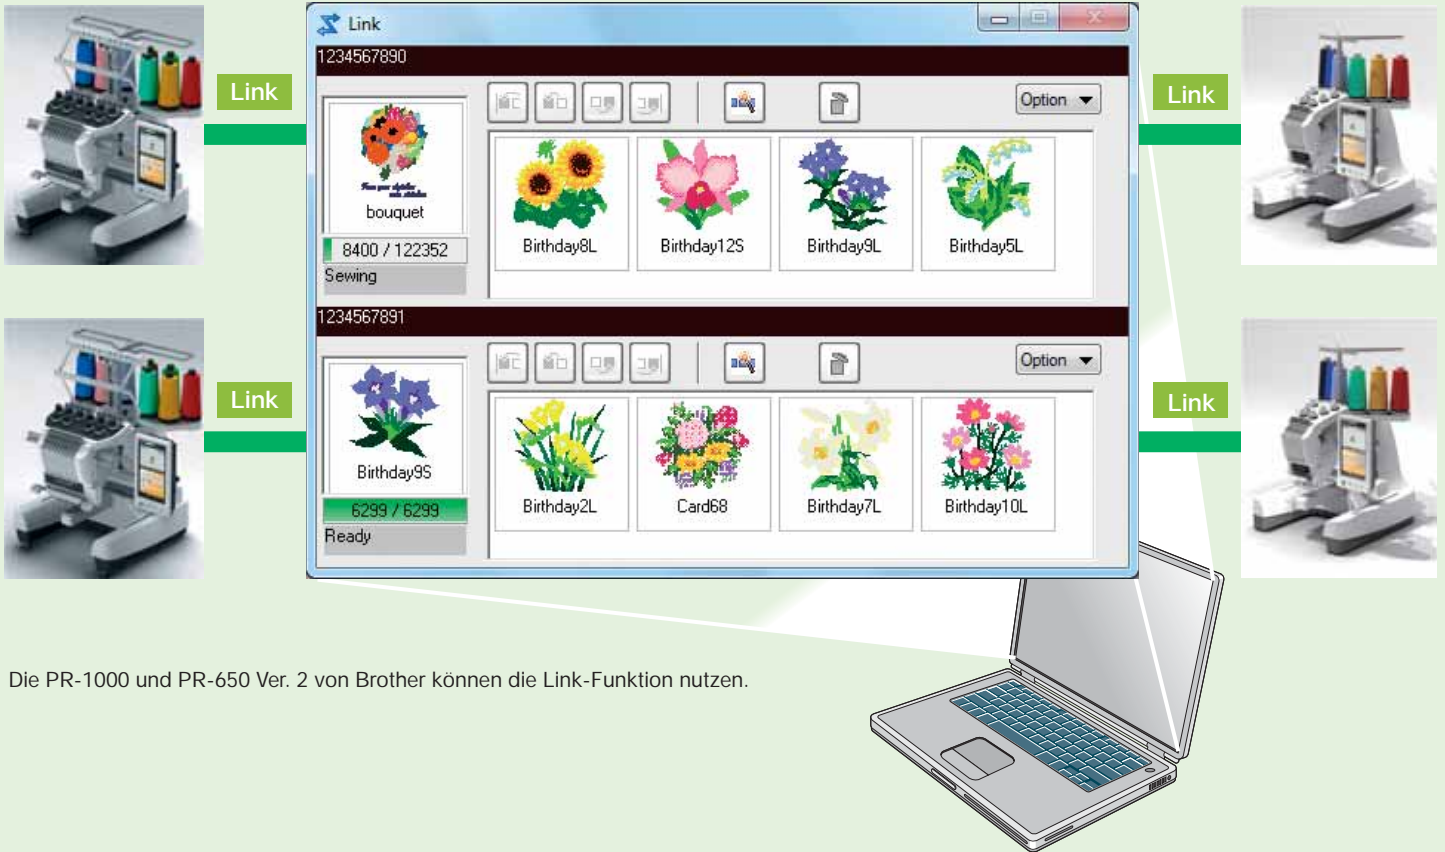 Link
1234567890
Link
Link
Option
bouquet
Birthday8L
Birthday12S
Birthday9L
Birthday5L
8400 / 122352
Sewing
1234567891
Link
Link
Option
Birthday9S
Birthday2L
Card68
Birthday7L
Birthday10L
6299 / 6299
Ready
Die PR-1000 und PR-650 Ver. 2 von Brother können die Link-Funktion nutzen.